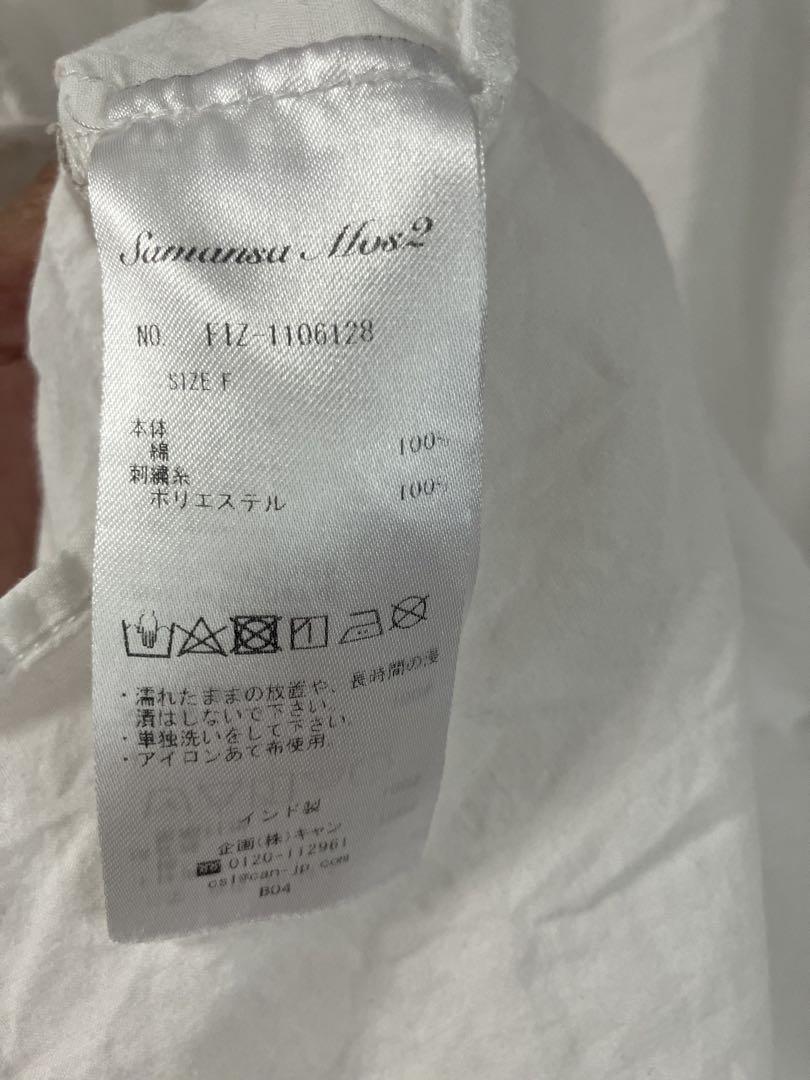 Samansa Mos2
NO. FIZ-1106128
SIZE F
本体
綿 100%
刺繍糸
ポリエステル 100%
・濡れたままの放置や、長時間の浸
漬はしないで下さい。
・単独洗いをして下さい。
・アイロンあて布使用。
インド製
企画(株)キャン
0120-112961
cs1@can-jp.com
B04